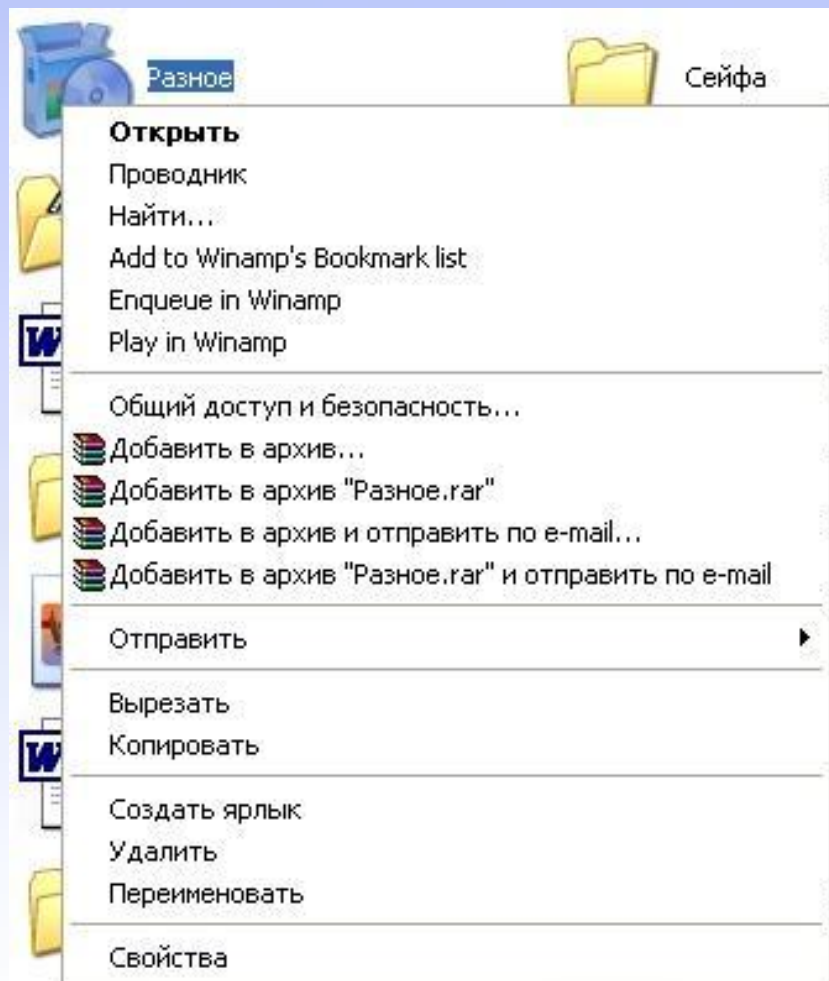 Разное
Сейфа
Открыть
Проводник
Найти...
Add to Winamp's Bookmark list
Enqueue in Winamp
Play in Winamp
Общий доступ и безопасность...
Добавить в архив...
Добавить в архив "Разное.rar"
Добавить в архив и отправить по e-mail...
Добавить в архив "Разное.rar" и отправить по e-mail
Отправить
Вырезать
Копировать
Создать ярлык
Удалить
Переименовать
Свойства
W
W